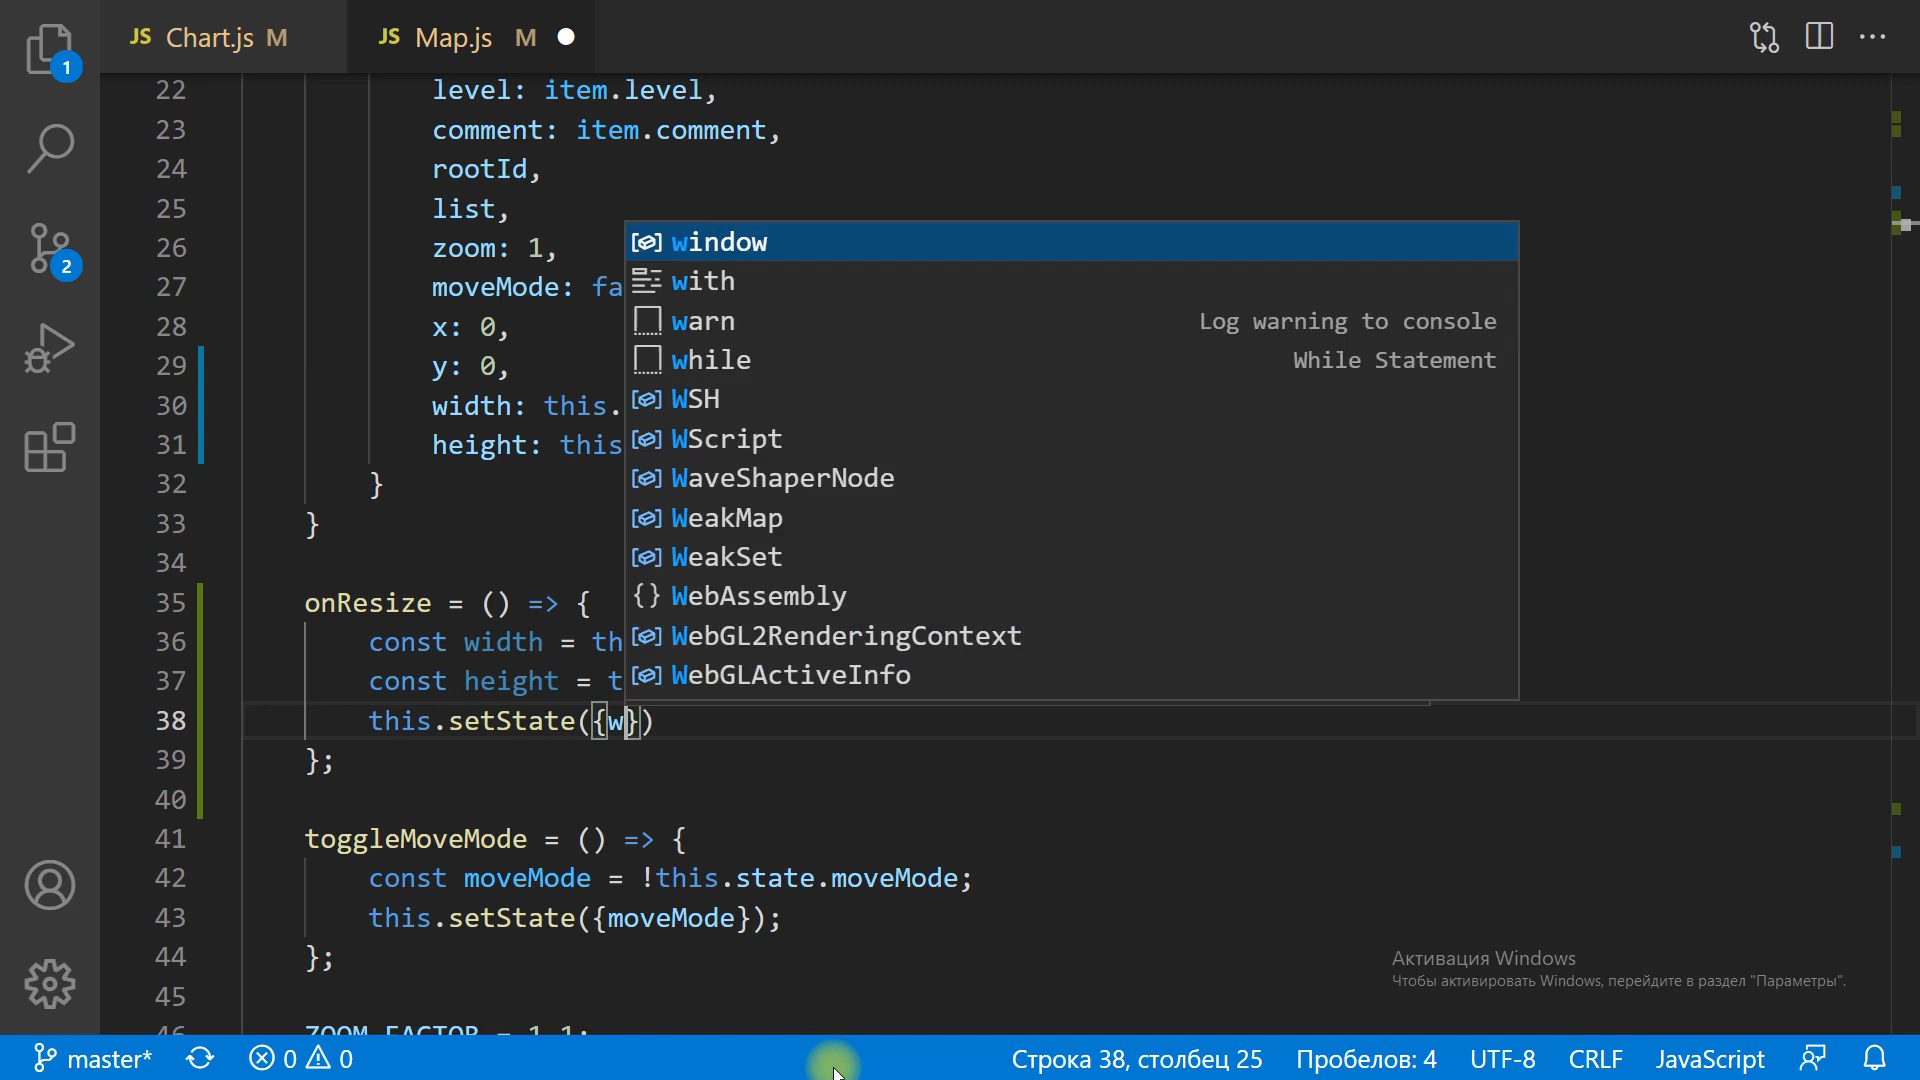 JS Chart.js M
JS Map.js M
1
2
22 level: item.level,
23 comment: item.comment,
24 rootId,
25 list,
26 zoom: 1,
27 moveMode: fa
28 x: 0,
29 y: 0,
30 width: this.
31 height: this
32 }
33 }
34
35 onResize = () => {
36 const width = th
37 const height = t
38 this.setState({w})
39 };
40
41 toggleMoveMode = () => {
42 const moveMode = !this.state.moveMode;
43 this.setState({moveMode});
44 };
45
46 ZOOM_FACTOR = 1.1;
window
with
warn Log warning to console
while While Statement
WSH
WScript
WaveShaperNode
WeakMap
WeakSet
WebAssembly
WebGL2RenderingContext
WebGLActiveInfo
Активация Windows
Чтобы активировать Windows, перейдите в раздел "Параметры".
master* 0 0 Строка 38, столбец 25 Пробелов: 4 UTF-8 CRLF JavaScript